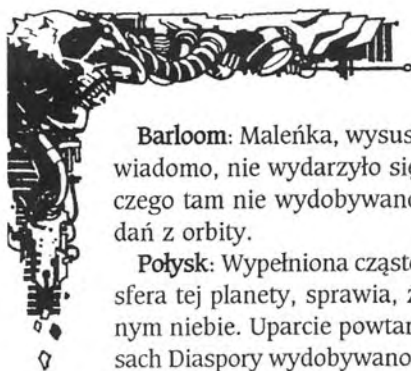 Barloom: Maleńka, wysus
wiadomo, nie wydarzyło się
czego tam nie wydobywano
dań z orbity.
Połysk: Wypełniona cząste
sfera tej planety, sprawia, ż
nym niebie. Uparcie powtar
sach Diaspory wydobywano